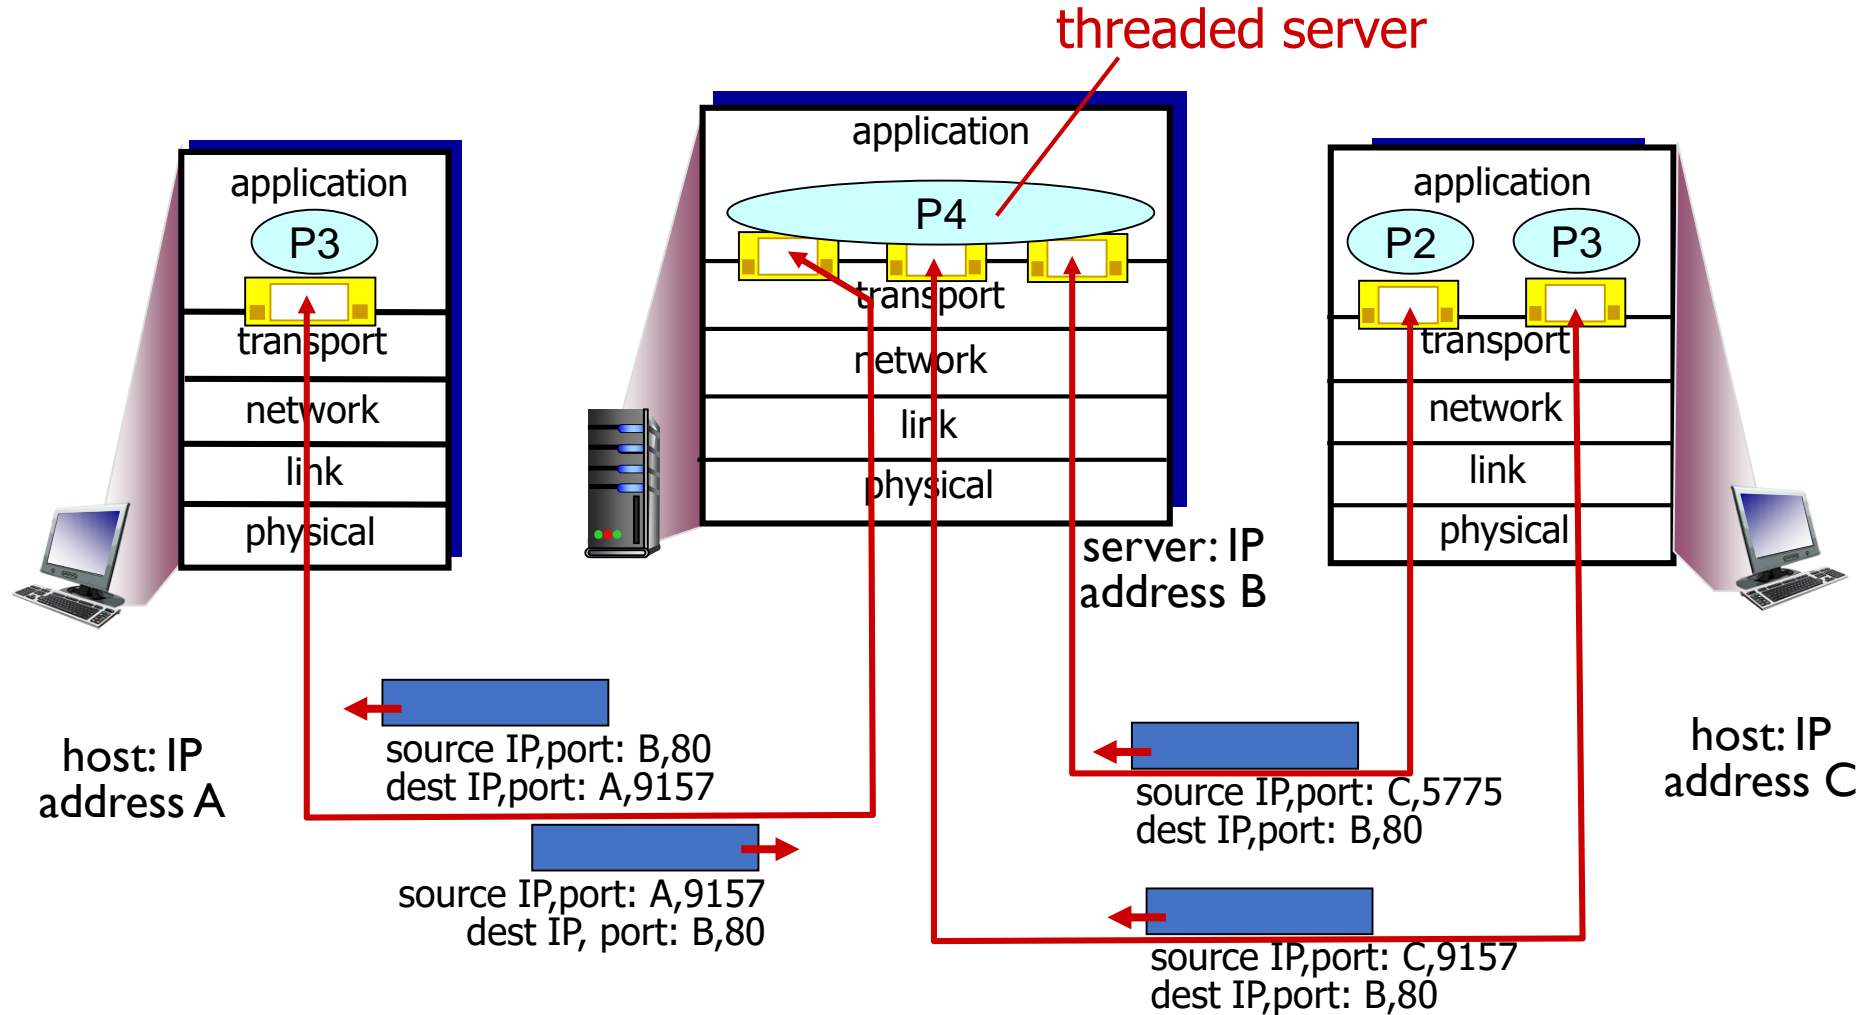 threaded server
application
P3
transport
network
link
physical
host: IP
address A
application
P4
transport
network
link
physical
server: IP
address B
application
P2
P3
transport
network
link
physical
host: IP
address C
source IP,port: B,80
dest IP,port: A,9157
source IP,port: A,9157
dest IP, port: B,80
source IP,port: C,5775
dest IP,port: B,80
source IP,port: C,9157
dest IP,port: B,80